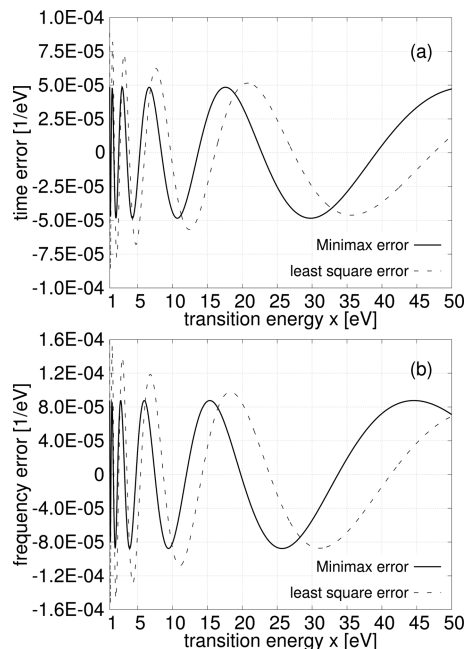 1.0E-04
(a)
7.5E-05
5.0E-05
2.5E-05
0
-2.5E-05
-5.0E-05
-7.5E-05
-1.0E-04
time error [1/eV]
Minimax error
least square error
1 5 10 15 20 25 30 35 40 45 50
transition energy x [eV]
1.6E-04
(b)
1.2E-04
8.0E-05
4.0E-05
0
-4.0E-05
-8.0E-05
-1.2E-04
-1.6E-04
frequency error [1/eV]
Minimax error
least square error
1 5 10 15 20 25 30 35 40 45 50
transition energy x [eV]